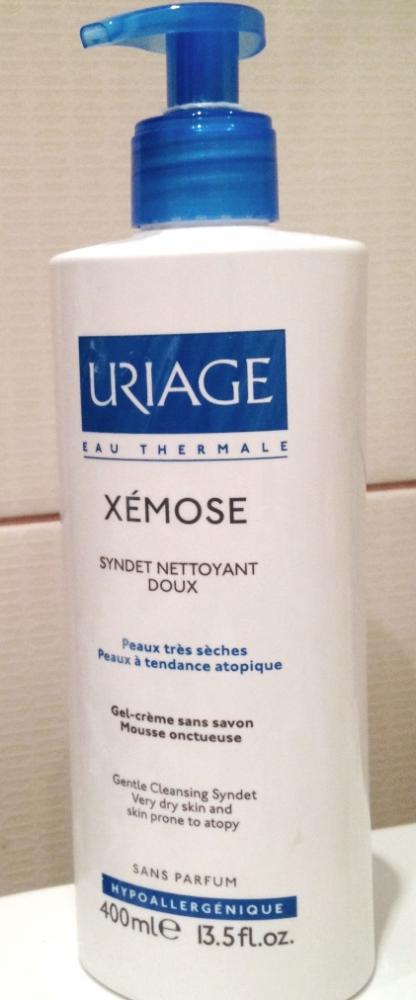 URIAGE
EAU THERMALE
XÉMOSE
SYNDET NETTOYANT
DOUX
Peaux très sèches
Peaux à tendance atopique
Gel-crème sans savon
Mousse onctueuse
Gentle Cleansing Syndet
Very dry skin and
skin prone to atopy
SANS PARFUM
HYPOALLERGÉNIQUE
400ml℮ 13.5fl.oz.